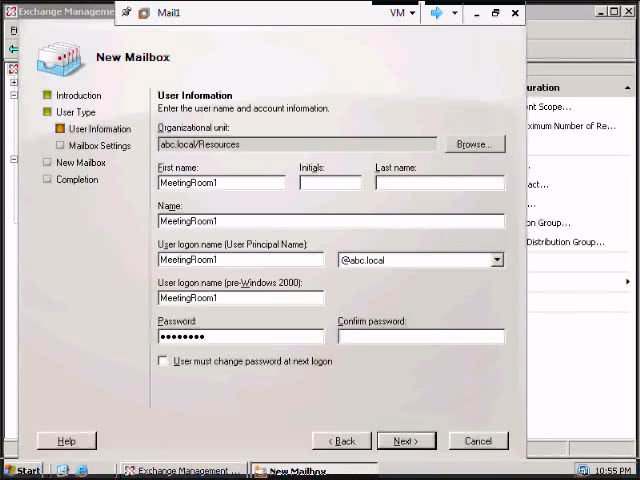 Exchange Manageme
Mail1
VM
New Mailbox
Introduction
User Type
User Information
Mailbox Settings
New Mailbox
Completion
User Information
Enter the user name and account information.
Organizational unit:
abc.local/Resources
Browse...
First name:
Initials:
Last name:
MeetingRoom1
Name:
MeetingRoom1
User logon name (User Principal Name):
MeetingRoom1
@abc.local
User logon name (pre-Windows 2000):
MeetingRoom1
Password:
Confirm password:
User must change password at next logon
Help
< Back
Next >
Cancel
uration
nt Scope...
ximum Number of Re...
act...
...
tion Group...
Distribution Group...
Start
Exchange Management ...
New Mailbox
10:55 PM